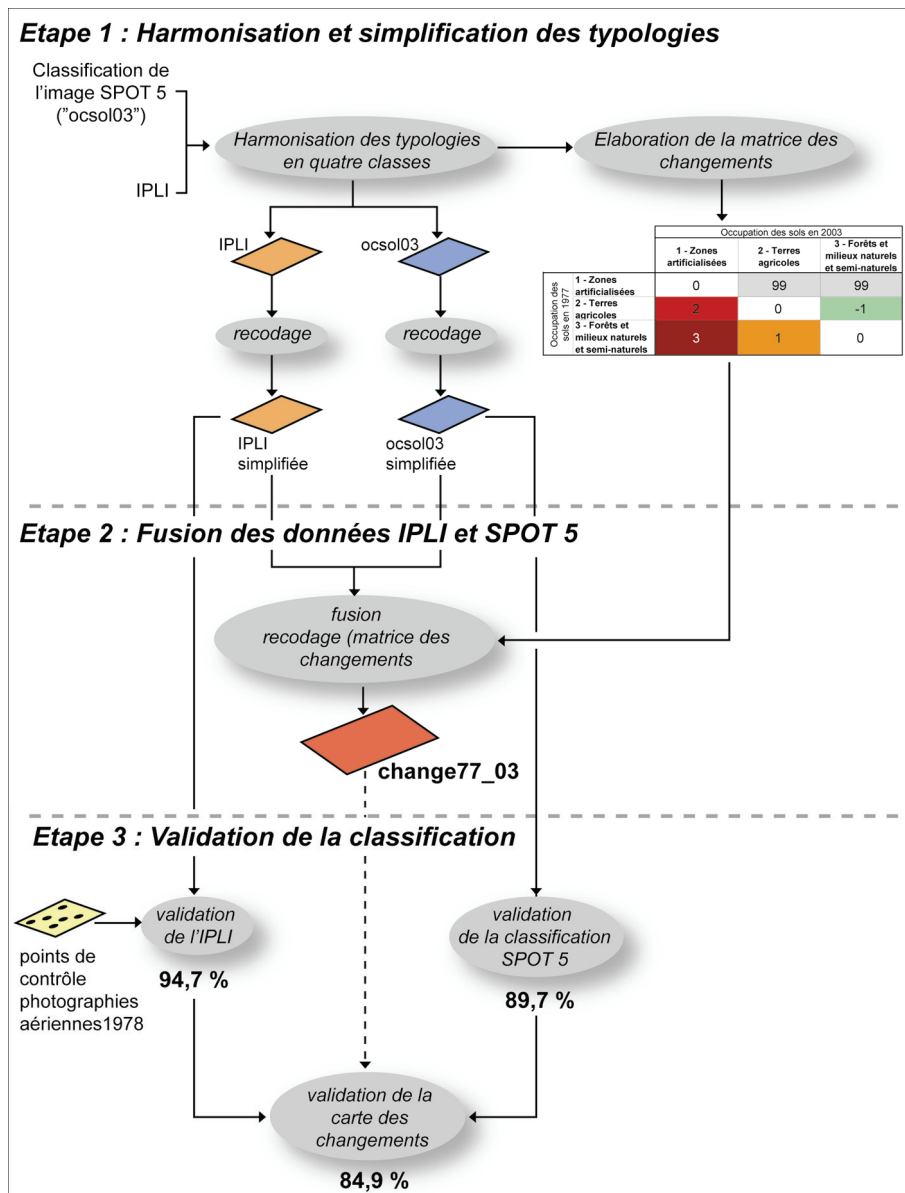 Etape 1 : Harmonisation et simplification des typologies
Classification de
l'image SPOT 5
("ocsol03")
IPLI
Harmonisation des typologies
en quatre classes
Elaboration de la matrice des
changements
IPLI
ocsol03
recodage
recodage
IPLI
simplifiée
ocsol03
simplifiée
Occupation des sols en 2003
1 - Zones
artificialisées
2 - Terres
agricoles
3 - Forêts et
milieux naturels
et semi-naturels
Occupation des
sols en 1977
1 - Zones
artificialisées
0
99
99
2 - Terres
agricoles
2
0
-1
3 - Forêts et
milieux naturels
et semi-naturels
3
1
0
Etape 2 : Fusion des données IPLI et SPOT 5
fusion
recodage (matrice des
changements
change77_03
Etape 3 : Validation de la classification
points de
contrôle
photographies
aériennes1978
validation
de l'IPLI
94,7 %
validation
de la classification
SPOT 5
89,7 %
validation de la
carte des
changements
84,9 %